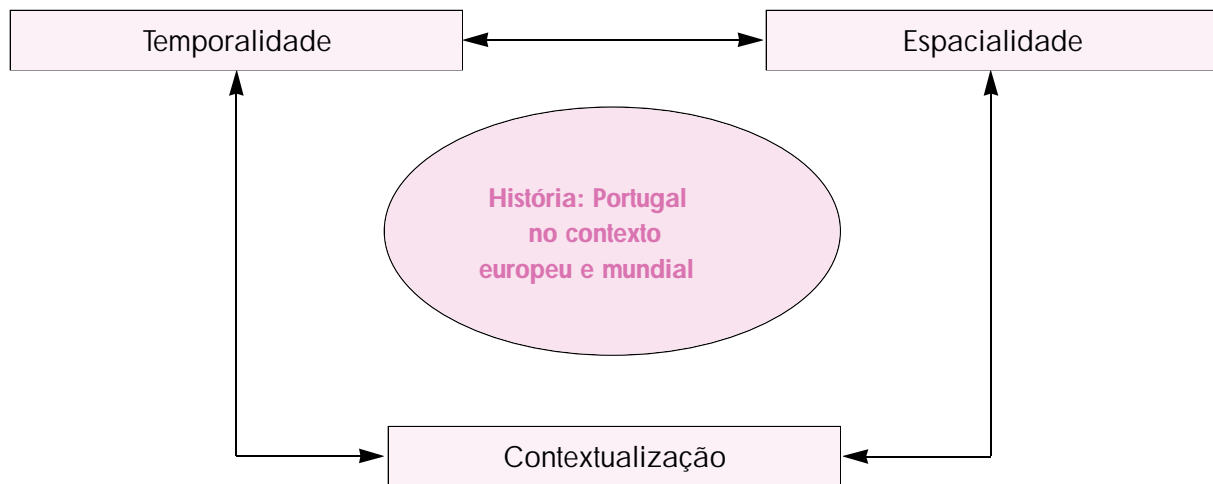 Temporalidade
Espacialidade
História: Portugal
no contexto
europeu e mundial
Contextualização